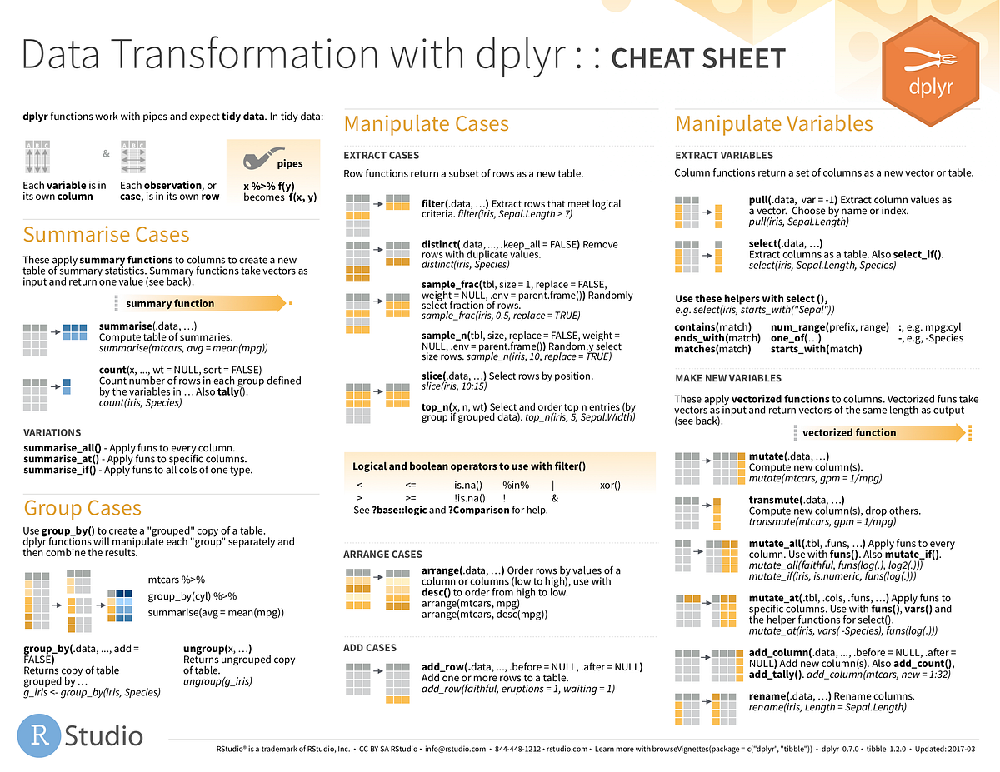 Data Transformation with dplyr : : CHEAT SHEET
dplyr
dplyr functions work with pipes and expect tidy data. In tidy data:
A B C
&
A B C
pipes
Each variable is in
its own column
Each observation, or
case, is in its own row
x %>% f(y)
becomes f(x, y)
Summarise Cases
These apply summary functions to columns to create a new
table of summary statistics. Summary functions take vectors as
input and return one value (see back).
summary function
summarise(.data, …)
Compute table of summaries.
summarise(mtcars, avg = mean(mpg))
count(x, ..., wt = NULL, sort = FALSE)
Count number of rows in each group defined
by the variables in … Also tally().
count(iris, Species)
VARIATIONS
summarise_all() - Apply funs to every column.
summarise_at() - Apply funs to specific columns.
summarise_if() - Apply funs to all cols of one type.
Group Cases
Use group_by() to create a "grouped" copy of a table.
dplyr functions will manipulate each "group" separately and
then combine the results.
mtcars %>%
group_by(cyl) %>%
summarise(avg = mean(mpg))
group_by(.data, ..., add =
FALSE)
Returns copy of table
grouped by …
g_iris <- group_by(iris, Species)
ungroup(x, …)
Returns ungrouped copy
of table.
ungroup(g_iris)
Manipulate Cases
EXTRACT CASES
Row functions return a subset of rows as a new table.
filter(.data, …) Extract rows that meet logical
criteria. filter(iris, Sepal.Length > 7)
distinct(.data, ..., .keep_all = FALSE) Remove
rows with duplicate values.
distinct(iris, Species)
sample_frac(tbl, size = 1, replace = FALSE,
weight = NULL, .env = parent.frame()) Randomly
select fraction of rows.
sample_frac(iris, 0.5, replace = TRUE)
sample_n(tbl, size, replace = FALSE, weight =
NULL, .env = parent.frame()) Randomly select
size rows. sample_n(iris, 10, replace = TRUE)
slice(.data, …) Select rows by position.
slice(iris, 10:15)
top_n(x, n, wt) Select and order top n entries (by
group if grouped data). top_n(iris, 5, Sepal.Width)
Logical and boolean operators to use with filter()
< <= is.na() %in% | xor()
> >= !is.na() ! &
See ?base::logic and ?Comparison for help.
ARRANGE CASES
arrange(.data, …) Order rows by values of a
column or columns (low to high), use with
desc() to order from high to low.
arrange(mtcars, mpg)
arrange(mtcars, desc(mpg))
ADD CASES
add_row(.data, ..., .before = NULL, .after = NULL)
Add one or more rows to a table.
add_row(faithful, eruptions = 1, waiting = 1)
Manipulate Variables
EXTRACT VARIABLES
Column functions return a set of columns as a new vector or table.
pull(.data, var = -1) Extract column values as
a vector. Choose by name or index.
pull(iris, Sepal.Length)
select(.data, …)
Extract columns as a table. Also select_if().
select(iris, Sepal.Length, Species)
Use these helpers with select (),
e.g. select(iris, starts_with("Sepal"))
contains(match) num_range(prefix, range) :, e.g. mpg:cyl
ends_with(match) one_of(…) -, e.g, -Species
matches(match) starts_with(match)
MAKE NEW VARIABLES
These apply vectorized functions to columns. Vectorized funs take
vectors as input and return vectors of the same length as output
(see back).
vectorized function
mutate(.data, …)
Compute new column(s).
mutate(mtcars, gpm = 1/mpg)
transmute(.data, …)
Compute new column(s), drop others.
transmute(mtcars, gpm = 1/mpg)
mutate_all(.tbl, .funs, …) Apply funs to every
column. Use with funs(). Also mutate_if().
mutate_all(faithful, funs(log(.), log2(.)))
mutate_if(iris, is.numeric, funs(log(.)))
mutate_at(.tbl, .cols, .funs, …) Apply funs to
specific columns. Use with funs(), vars() and
the helper functions for select().
mutate_at(iris, vars( -Species), funs(log(.)))
add_column(.data, ..., .before = NULL, .after =
NULL) Add new column(s). Also add_count(),
add_tally(). add_column(mtcars, new = 1:32)
rename(.data, …) Rename columns.
rename(iris, Length = Sepal.Length)
R Studio
RStudio® is a trademark of RStudio, Inc. • CC BY SA RStudio • info@rstudio.com • 844-448-1212 • rstudio.com • Learn more with browseVignettes(package = c("dplyr", "tibble")) • dplyr 0.7.0 • tibble 1.2.0 • Updated: 2017-03